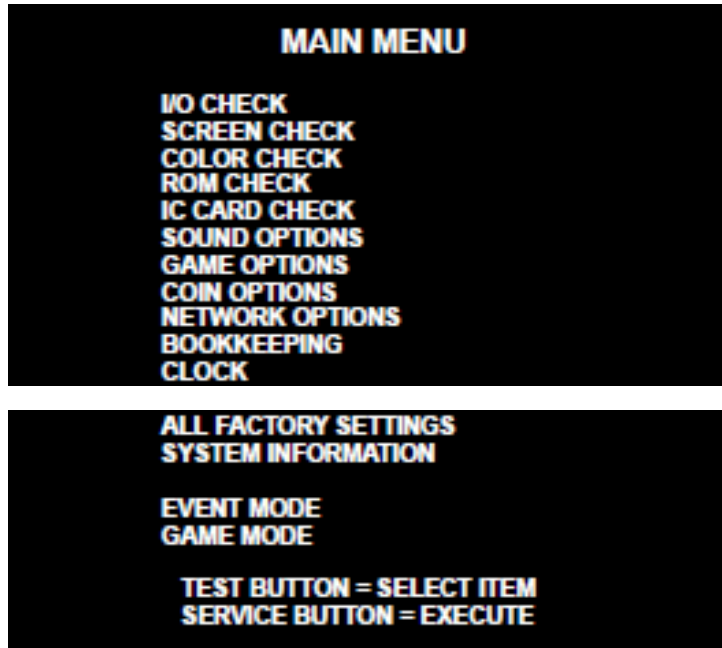 MAIN MENU
I/O CHECK
SCREEN CHECK
COLOR CHECK
ROM CHECK
IC CARD CHECK
SOUND OPTIONS
GAME OPTIONS
COIN OPTIONS
NETWORK OPTIONS
BOOKKEEPING
CLOCK
ALL FACTORY SETTINGS
SYSTEM INFORMATION
EVENT MODE
GAME MODE
TEST BUTTON = SELECT ITEM
SERVICE BUTTON = EXECUTE